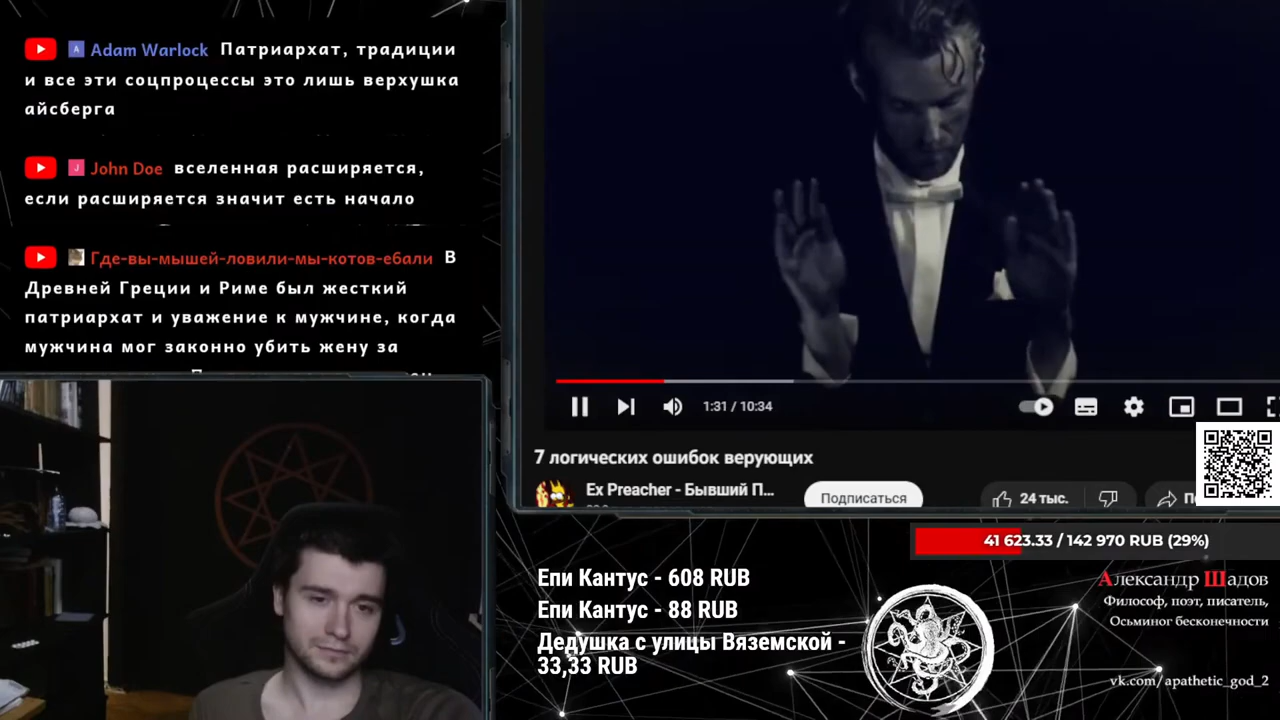 Adam Warlock Патриархат, традиции
и все эти соцпроцессы это лишь верхушка
айсберга
John Doe вселенная расширяется,
если расширяется значит есть начало
Где-вы-мышей-ловили-мы-котов-ебали В
Древней Греции и Риме был жесткий
патриархат и уважение к мужчине, когда
мужчина мог законно убить жену за
1:31 / 10:34
7 логических ошибок верующих
Ex Preacher - Бывший П...
Подписаться
24 тыс.
41 623.33 / 142 970 RUB (29%)
Епи Кантус - 608 RUB
Епи Кантус - 88 RUB
Дедушка с улицы Вяземской -
33,33 RUB
Александр Шадов
Философ, поэт, писатель,
Осьминог бесконечности
vk.com/apathetic_god_2